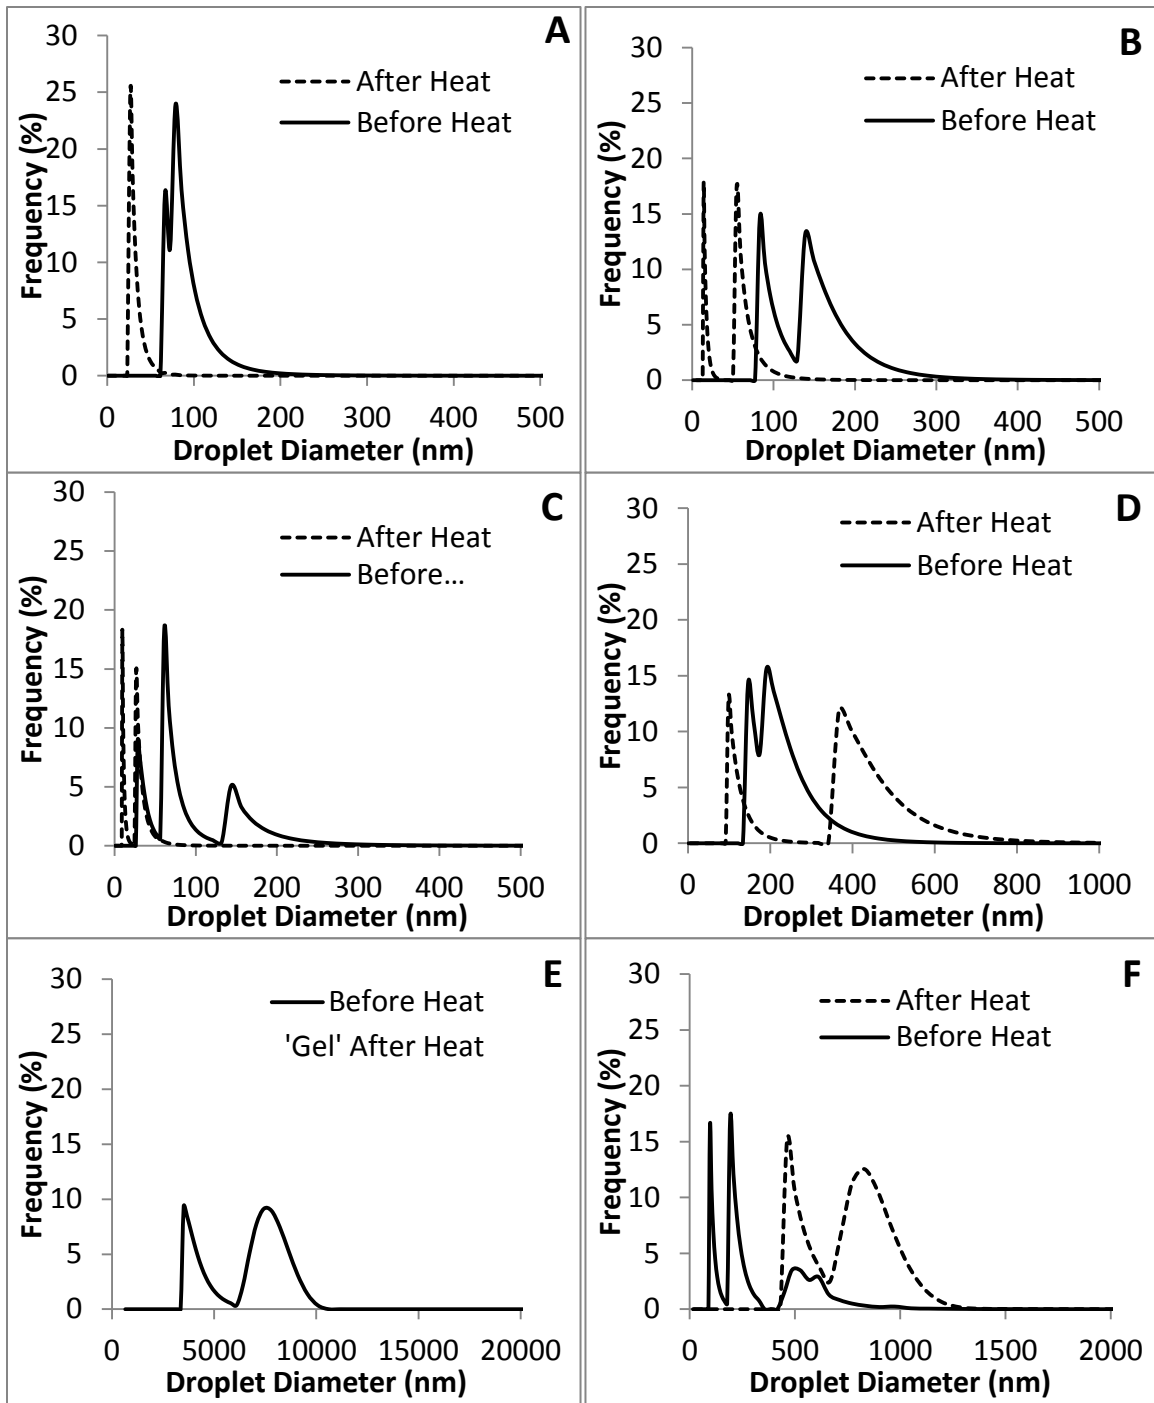 A
30
25
20
15
10
5
0
Frequency (%)
After Heat
Before Heat
0 100 200 300 400 500
Droplet Diameter (nm)
B
30
25
20
15
10
5
0
Frequency (%)
After Heat
Before Heat
0 100 200 300 400 500
Droplet Diameter (nm)
C
30
25
20
15
10
5
0
Frequency (%)
After Heat
Before...
0 100 200 300 400 500
Droplet Diameter (nm)
D
30
25
20
15
10
5
0
Frequency (%)
After Heat
Before Heat
0 200 400 600 800 1000
Droplet Diameter (nm)
E
30
25
20
15
10
5
0
Frequency (%)
Before Heat
'Gel' After Heat
0 5000 10000 15000 20000
Droplet Diameter (nm)
F
30
25
20
15
10
5
0
Frequency (%)
After Heat
Before Heat
0 500 1000 1500 2000
Droplet Diameter (nm)